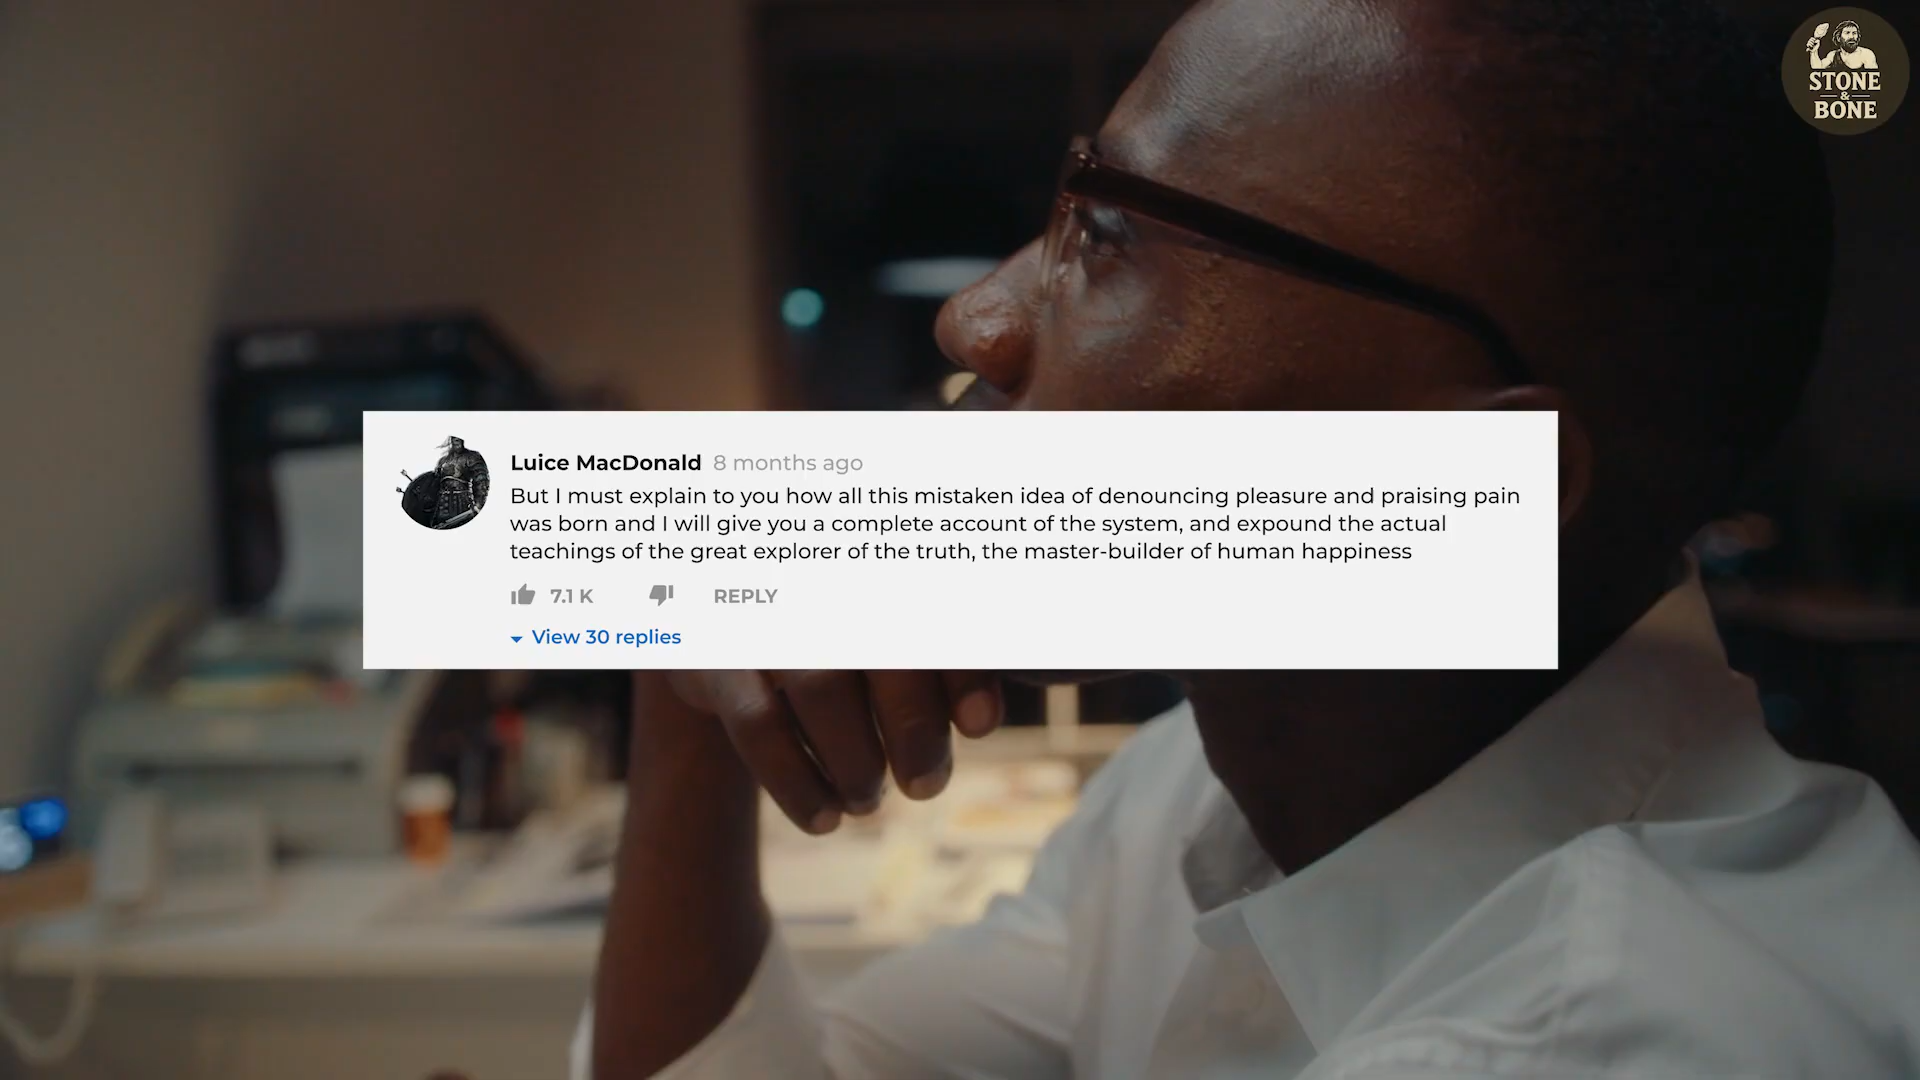 STONE
&
BONE
Luice MacDonald 8 months ago
But I must explain to you how all this mistaken idea of denouncing pleasure and praising pain
was born and I will give you a complete account of the system, and expound the actual
teachings of the great explorer of the truth, the master-builder of human happiness
7.1 K REPLY
View 30 replies